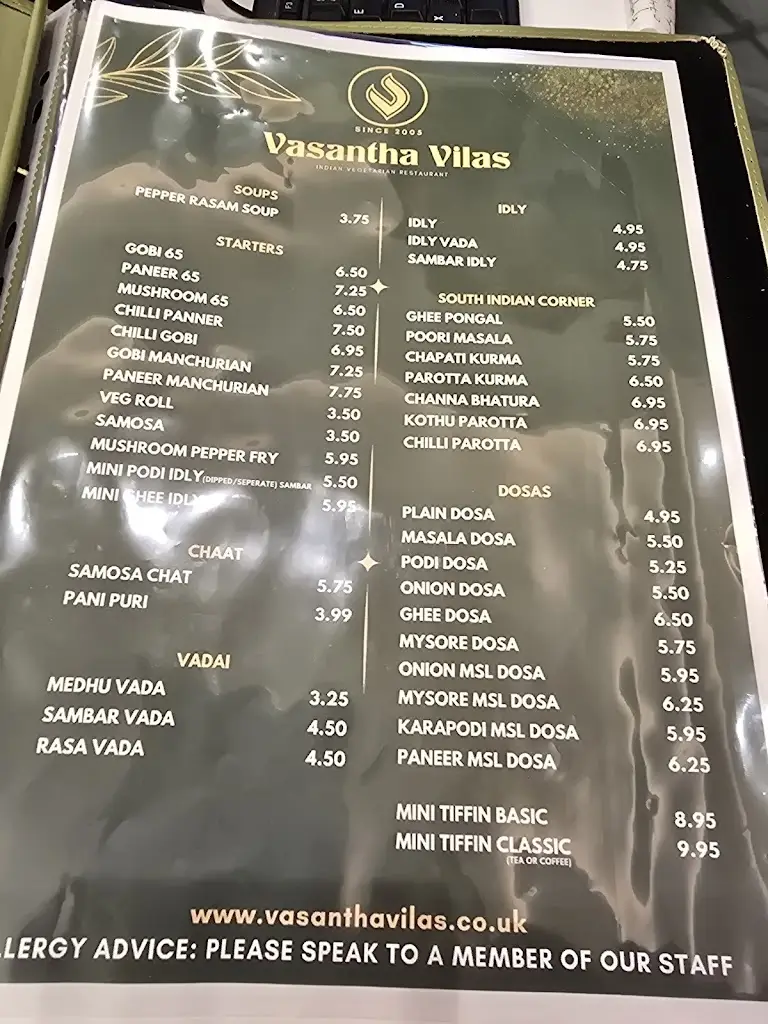 SINCE 2005
Vasantha Vilas
INDIAN VEGETARIAN RESTAURANT
SOUPS
PEPPER RASAM SOUP 3.75
STARTERS
GOBI 65 6.50
PANEER 65 7.25
MUSHROOM 65 6.50
CHILLI PANNER 7.50
CHILLI GOBI 6.95
GOBI MANCHURIAN 7.25
PANEER MANCHURIAN 7.75
VEG ROLL 3.50
SAMOSA 3.50
MUSHROOM PEPPER FRY 5.95
MINI PODI IDLY (DIPPED/SEPERATE) SAMBAR 5.50
MINI GHEE IDLY 5.95
CHAAT
SAMOSA CHAT 5.75
PANI PURI 3.99
VADAI
MEDHU VADA 3.25
SAMBAR VADA 4.50
RASA VADA 4.50
IDLY
IDLY 4.95
IDLY VADA 4.95
SAMBAR IDLY 4.75
SOUTH INDIAN CORNER
GHEE PONGAL 5.50
POORI MASALA 5.75
CHAPATI KURMA 5.75
PAROTTA KURMA 6.50
CHANNA BHATURA 6.95
KOTHU PAROTTA 6.95
CHILLI PAROTTA 6.95
DOSAS
PLAIN DOSA 4.95
MASALA DOSA 5.50
PODI DOSA 5.25
ONION DOSA 5.50
GHEE DOSA 6.50
MYSORE DOSA 5.75
ONION MSL DOSA 5.95
MYSORE MSL DOSA 6.25
KARAPODI MSL DOSA 5.95
PANEER MSL DOSA 6.25
MINI TIFFIN BASIC 8.95
MINI TIFFIN CLASSIC 9.95
(TEA OR COFFEE)
www.vasanthavilas.co.uk
LLERGY ADVICE: PLEASE SPEAK TO A MEMBER OF OUR STAFF